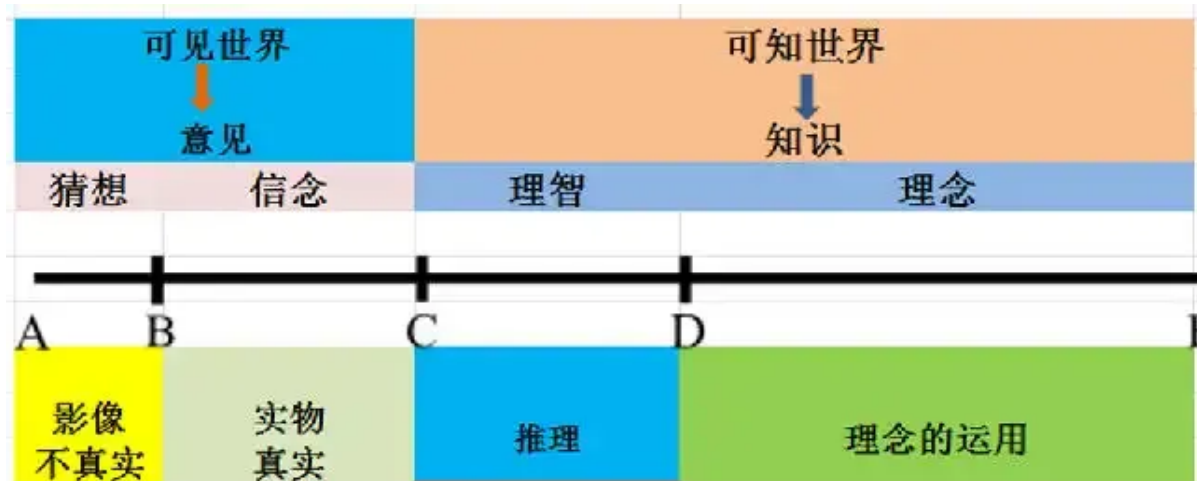 可见世界 可知世界
意见 知识
猜想 信念 理智 理念
A B C D
影像 实物
不真实 真实
推理 理念的运用